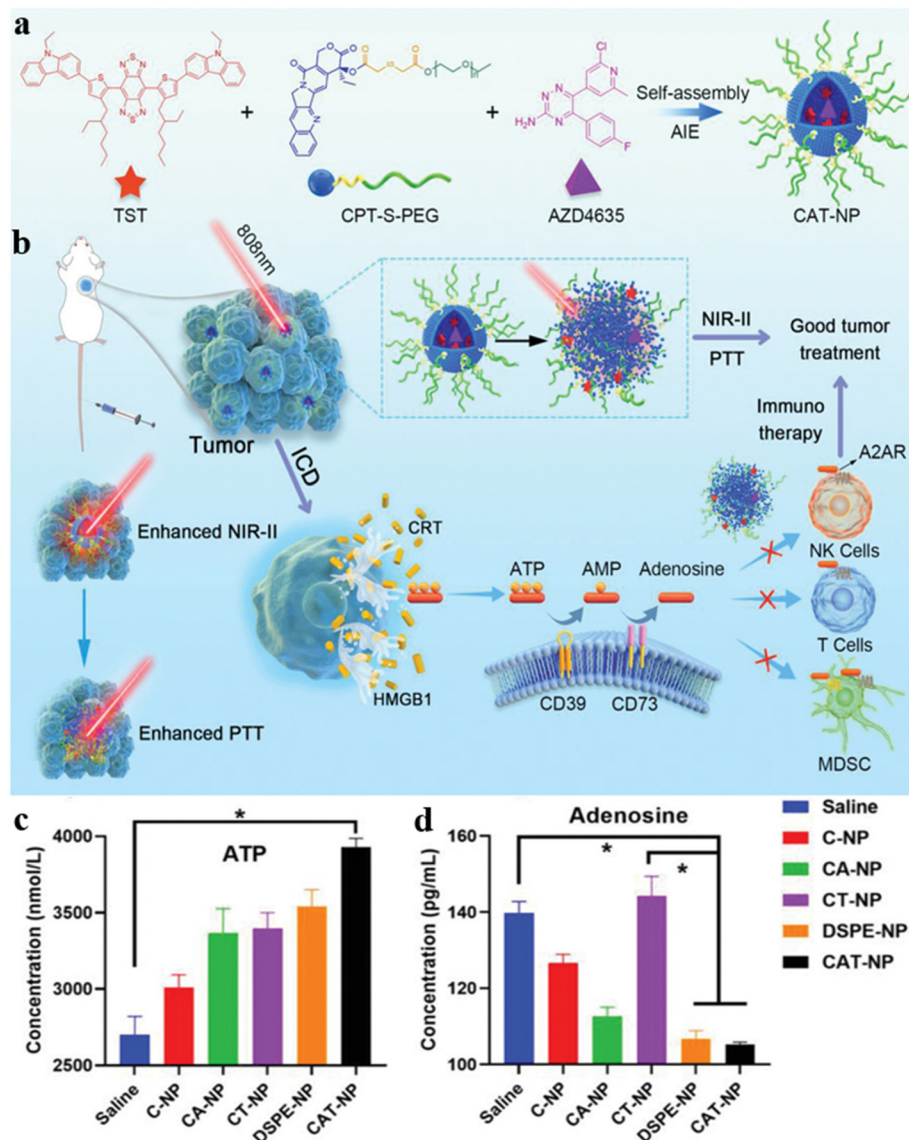 a
S
N
N
N
S
S
N
N
N
N
S
N
+
O
O
N
N
O
O
S
O
O
O
n
+
Cl
N
N
N
N
H₂N
F
Self-assembly
AIE
TST
CPT-S-PEG
AZD4635
CAT-NP
b
808nm
Tumor
NIR-II
PTT
Good tumor
treatment
Immuno
therapy
A2AR
ICD
Enhanced NIR-II
CRT
HMGB1
ATP
AMP
Adenosine
NK Cells
T Cells
CD39
CD73
MDSC
Enhanced PTT
c
*
ATP
Concentration (nmol/L)
4000
3500
3000
2500
Saline
C-NP
CA-NP
CT-NP
DSPE-NP
CAT-NP
d
Adenosine
*
*
Concentration (pg/mL)
160
140
120
100
Saline
C-NP
CA-NP
CT-NP
DSPE-NP
CAT-NP
Saline
C-NP
CA-NP
CT-NP
DSPE-NP
CAT-NP